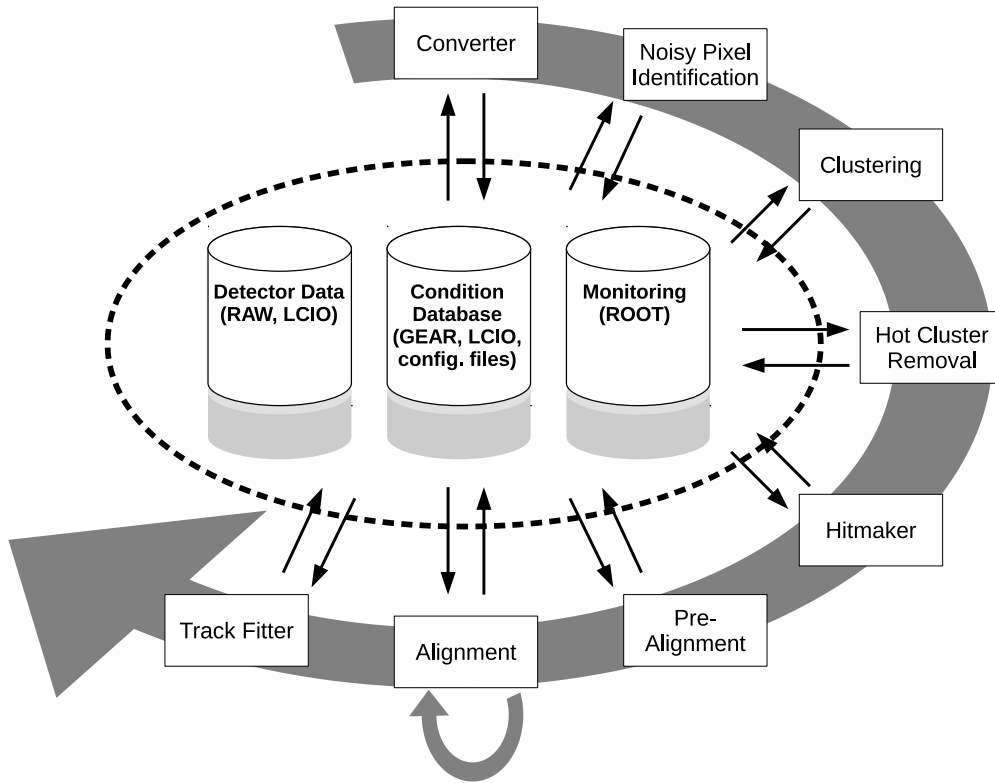 Converter
Noisy Pixel
Identification
Clustering
Detector Data
(RAW, LCIO)
Condition
Database
(GEAR, LCIO,
config. files)
Monitoring
(ROOT)
Hot Cluster
Removal
Hitmaker
Pre-
Alignment
Alignment
Track Fitter